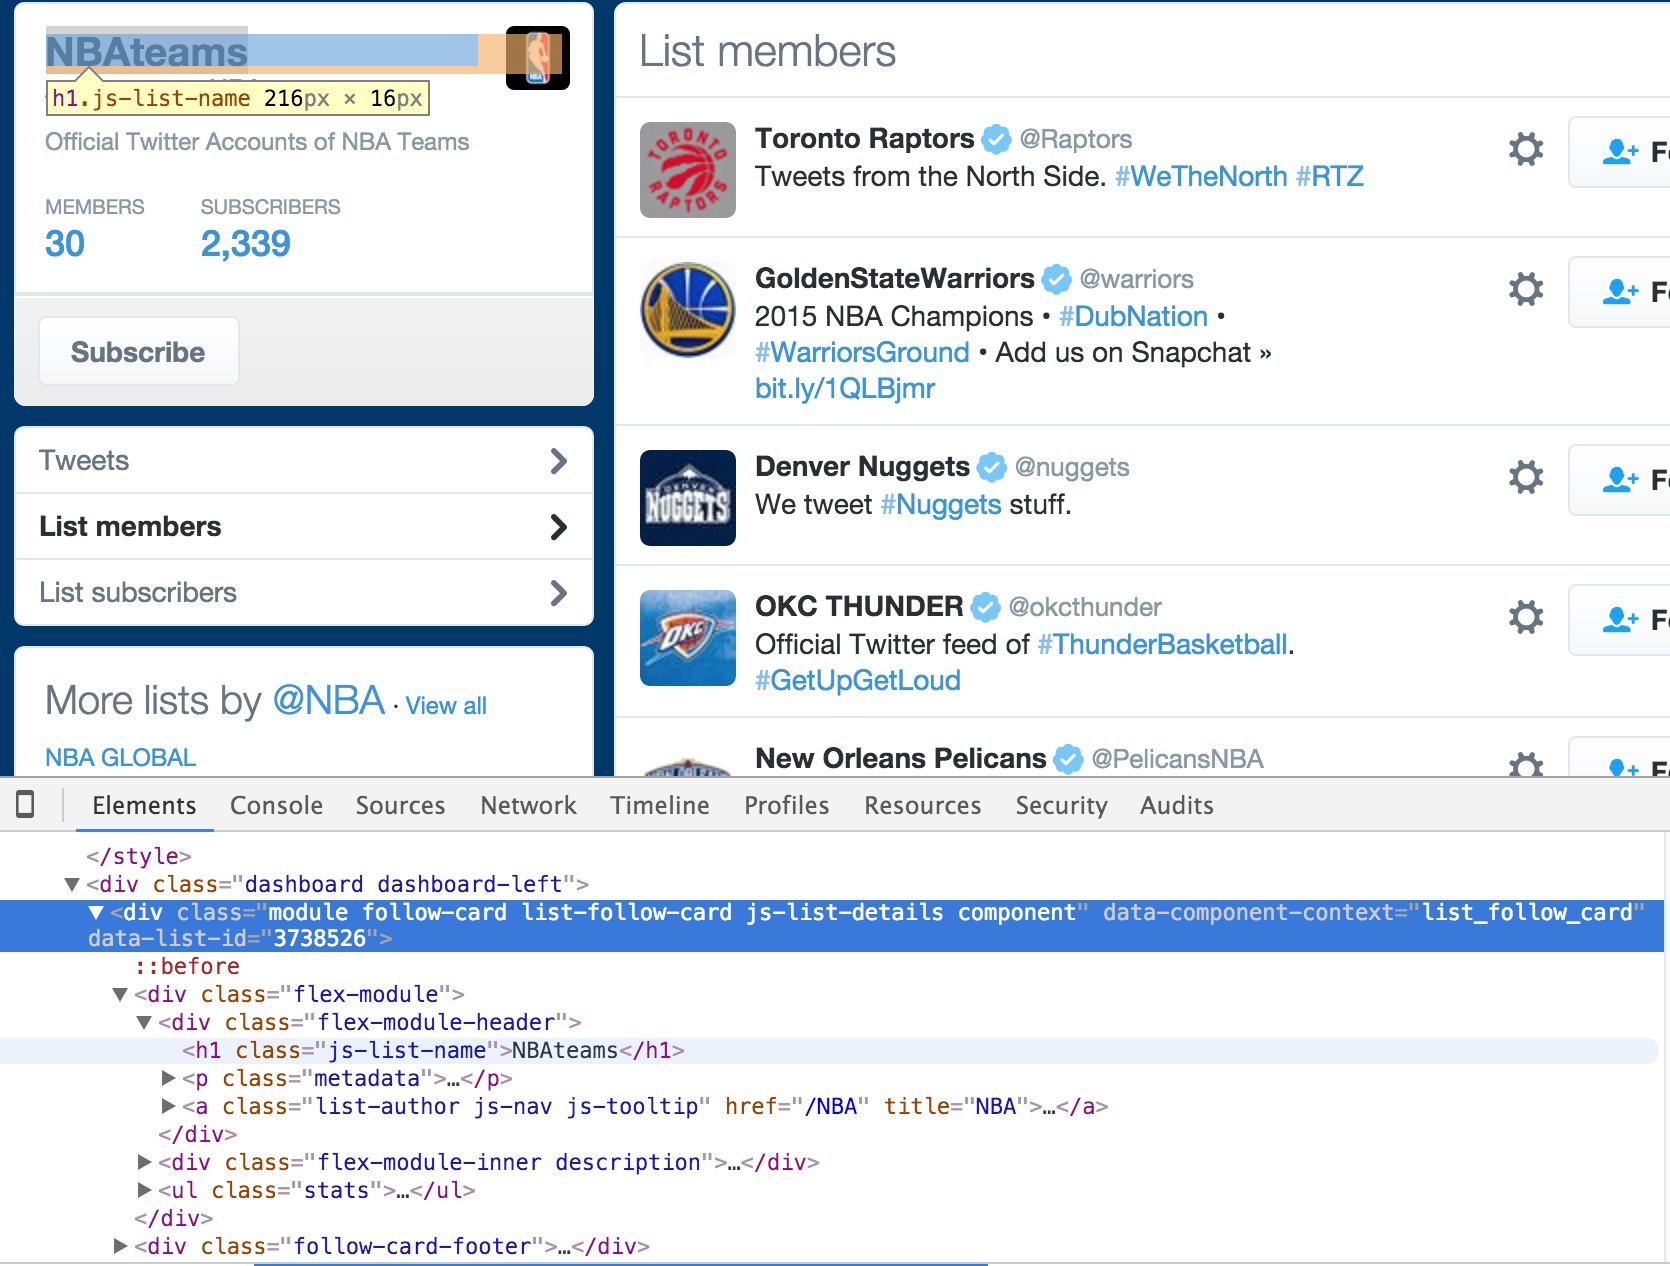 NBAteams
h1.js-list-name 216px × 16px
Official Twitter Accounts of NBA Teams
MEMBERS SUBSCRIBERS
30 2,339
Subscribe
Tweets
List members
List subscribers
More lists by @NBA · View all
NBA GLOBAL
List members
TORONTO RAPTORS
Toronto Raptors @Raptors
Tweets from the North Side. #WeTheNorth #RTZ
GoldenStateWarriors @warriors
2015 NBA Champions • #DubNation •
#WarriorsGround • Add us on Snapchat »
bit.ly/1QLBjmr
DENVER NUGGETS
Denver Nuggets @nuggets
We tweet #Nuggets stuff.
OKC
OKC THUNDER @okcthunder
Official Twitter feed of #ThunderBasketball.
#GetUpGetLoud
New Orleans Pelicans @PelicansNBA
Elements Console Sources Network Timeline Profiles Resources Security Audits
</style>
▼<div class="dashboard dashboard-left">
▼<div class="module follow-card list-follow-card js-list-details component" data-component-context="list_follow_card"
data-list-id="3738526">
::before
▼<div class="flex-module">
▼<div class="flex-module-header">
<h1 class="js-list-name">NBAteams</h1>
▶<p class="metadata">…</p>
▶<a class="list-author js-nav js-tooltip" href="/NBA" title="NBA">…</a>
</div>
▶<div class="flex-module-inner description">…</div>
▶<ul class="stats">…</ul>
</div>
▶<div class="follow-card-footer">…</div>